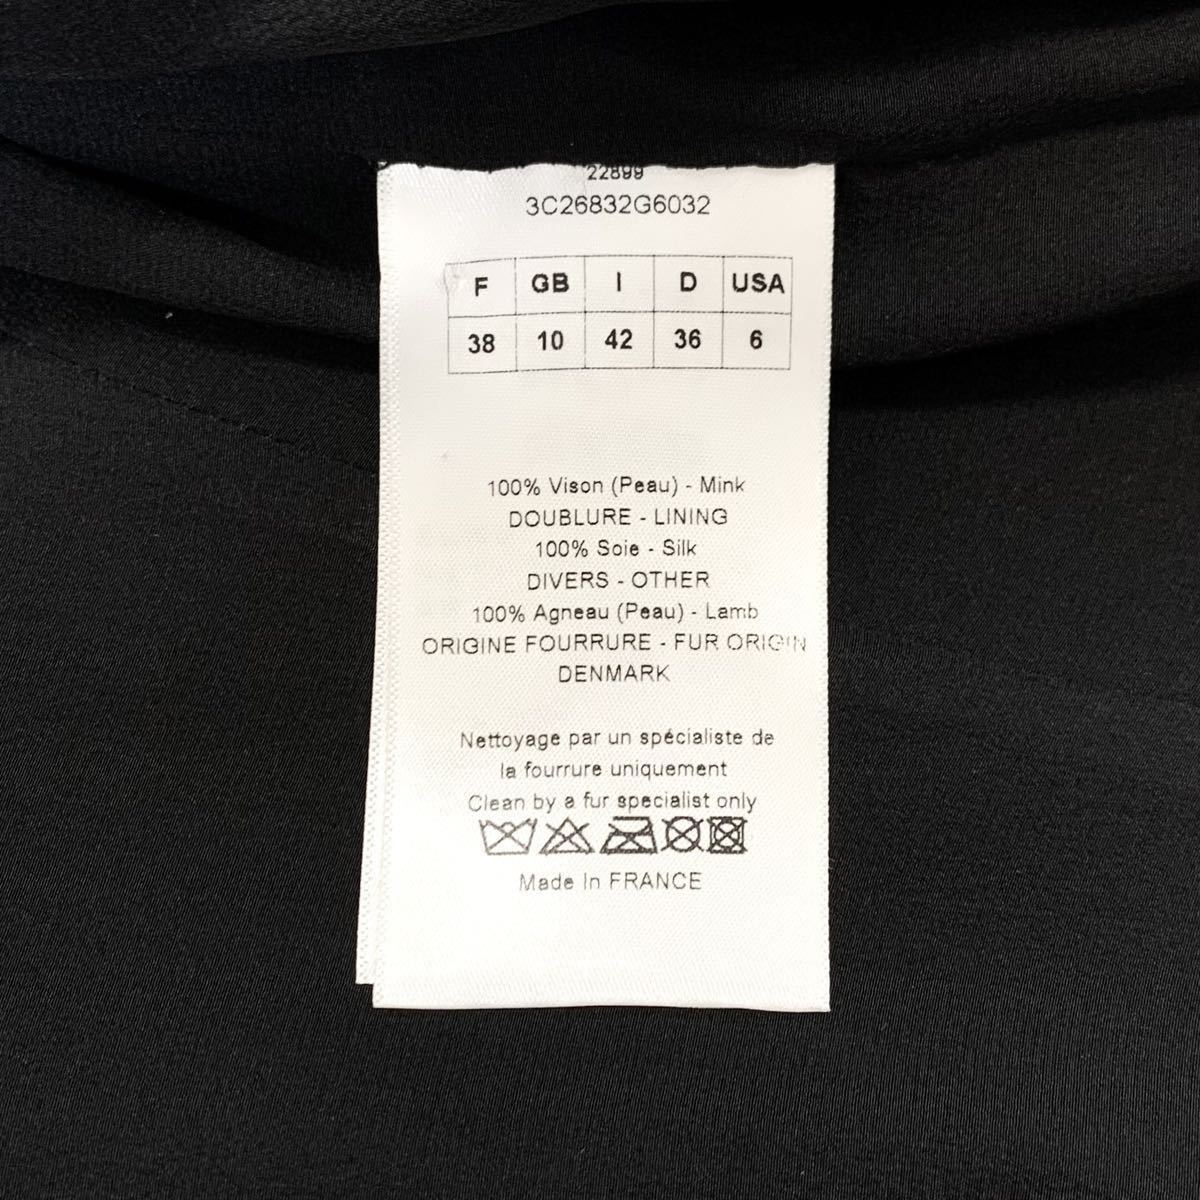 22899
3C26832G6032
F GB I D USA
38 10 42 36 6
100% Vison (Peau) - Mink
DOUBLURE - LINING
100% Soie - Silk
DIVERS - OTHER
100% Agneau (Peau) - Lamb
ORIGINE FOURRURE - FUR ORIGIN
DENMARK
Nettoyage par un spécialiste de
la fourrure uniquement
Clean by a fur specialist only
Made In FRANCE